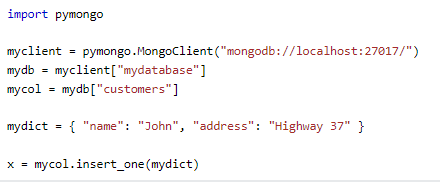 import pymongo
myclient = pymongo.MongoClient("mongodb://localhost:27017/")
mydb = myclient["mydatabase"]
mycol = mydb["customers"]
mydict = { "name": "John", "address": "Highway 37" }
x = mycol.insert_one(mydict)